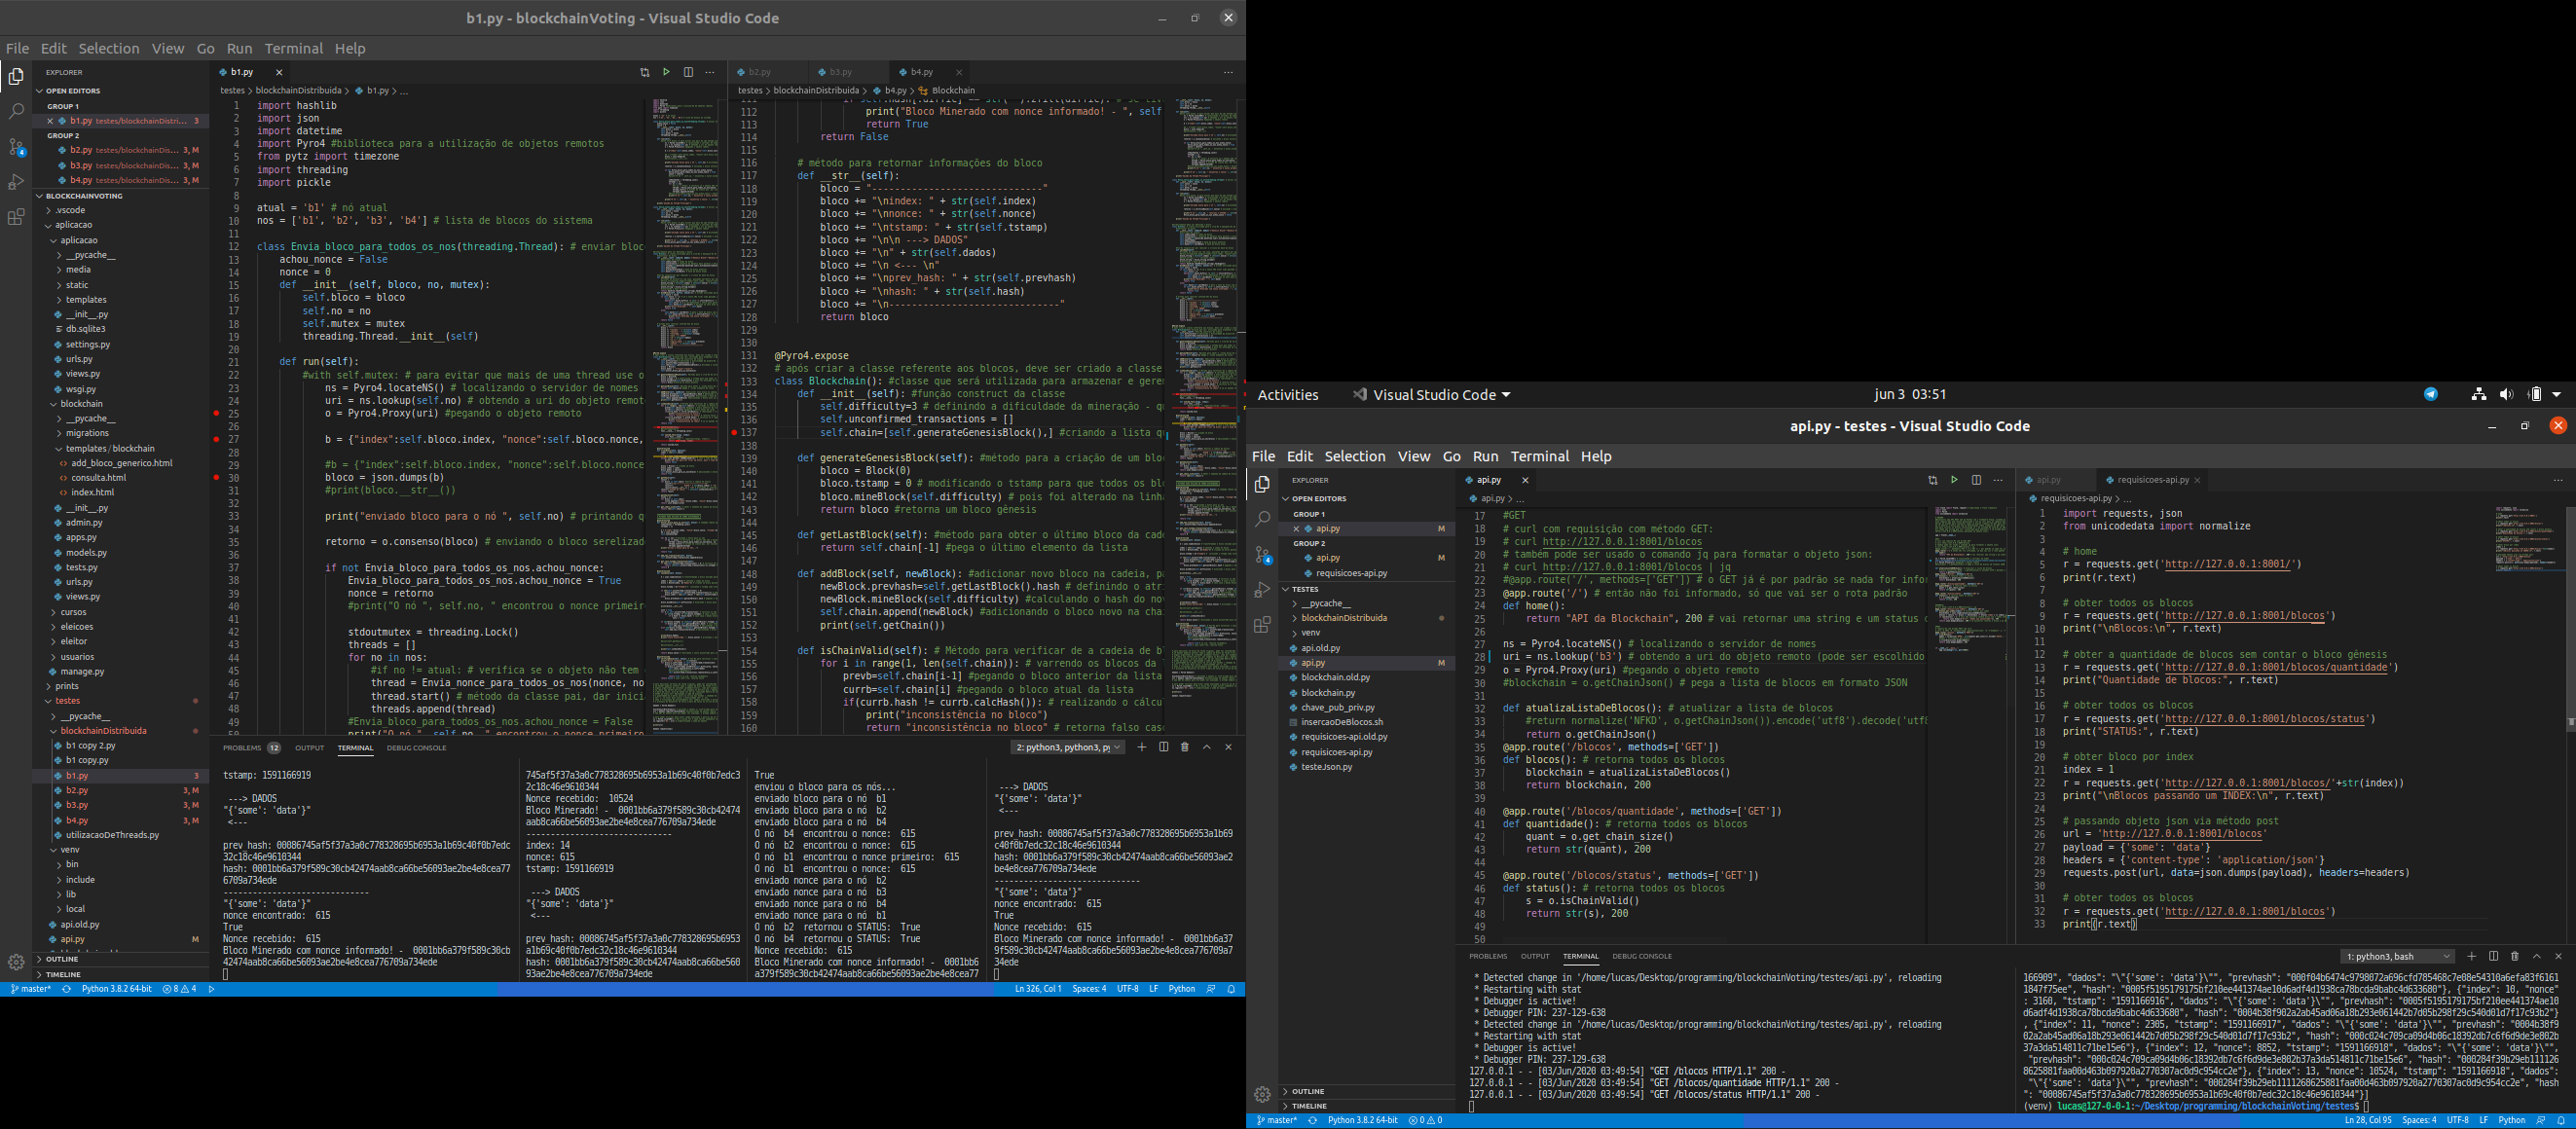 b1.py - blockchainVoting - Visual Studio Code
File Edit Selection View Go Run Terminal Help
EXPLORER
OPEN EDITORS
GROUP 1
b1.py testes/blockchainDistri... 3
GROUP 2
b2.py testes/blockchainDis... 3, M
b3.py testes/blockchainDis... 3, M
b4.py testes/blockchainDis... 3, M
BLOCKCHAINVOTING
.vscode
aplicacao
aplicacao
__pycache__
media
static
templates
__init__.py
db.sqlite3
settings.py
urls.py
views.py
wsgi.py
blockchain
__pycache__
migrations
templates / blockchain
add_bloco_generico.html
consulta.html
index.html
__init__.py
admin.py
apps.py
models.py
tests.py
urls.py
views.py
cursos
eleicoes
eleitor
usuarios
manage.py
prints
testes
__pycache__
blockchainDistribuida
b1 copy 2.py
b1 copy.py
b1.py 3
b2.py 3, M
b3.py 3, M
b4.py 3, M
utilizacaoDeThreads.py
venv
bin
include
lib
local
api.old.py
api.py M
OUTLINE
TIMELINE
b1.py
testes > blockchainDistribuida > b1.py > ...
1 import hashlib
2 import json
3 import datetime
4 import Pyro4 #biblioteca para a utilização de objetos remotos
5 from pytz import timezone
6 import threading
7 import pickle
8
9 atual = 'b1' # nó atual
10 nos = ['b1', 'b2', 'b3', 'b4'] # lista de blocos do sistema
11
12 class Envia_bloco_para_todos_os_nos(threading.Thread): # enviar bloc
13 achou_nonce = False
14 nonce = 0
15 def __init__(self, bloco, no, mutex):
16 self.bloco = bloco
17 self.no = no
18 self.mutex = mutex
19 threading.Thread.__init__(self)
20
21 def run(self):
22 #with self.mutex: # para evitar que mais de uma thread use o
23 ns = Pyro4.locateNS() # localizando o servidor de nomes
24 uri = ns.lookup(self.no) # obtendo a uri do objeto remot
25 o = Pyro4.Proxy(uri) #pegando o objeto remoto
26
27 b = {"index":self.bloco.index, "nonce":self.bloco.nonce,
28
29 #b = {"index":self.bloco.index, "nonce":self.bloco.nonce
30 bloco = json.dumps(b)
31 #print(bloco.__str__())
32
33 print("enviado bloco para o nó ", self.no) # printando q
34
35 retorno = o.consenso(bloco) # enviando o bloco serelizad
36
37 if not Envia_bloco_para_todos_os_nos.achou_nonce:
38 Envia_bloco_para_todos_os_nos.achou_nonce = True
39 nonce = retorno
40 #print("O nó ", self.no, " encontrou o nonce primeir
41
42 stdoutmutex = threading.Lock()
43 threads = []
44 for no in nos:
45 #if no != atual: # verifica se o objeto não tem
46 thread = Envia_nonce_para_todos_os_nos(nonce, no
47 thread.start() # método da classe pai, dar inici
48 threads.append(thread)
49 #Envia_bloco_para_todos_os_nos.achou_nonce = False
b2.py b3.py b4.py
testes > blockchainDistribuida > b4.py > Blockchain
112 print("Bloco Minerado com nonce informado! - ", self
113 return True
114 return False
115
116 # método para retornar informações do bloco
117 def __str__(self):
118 bloco = "------------------------------"
119 bloco += "\nindex: " + str(self.index)
120 bloco += "\nnonce: " + str(self.nonce)
121 bloco += "\ntstamp: " + str(self.tstamp)
122 bloco += "\n\n ---> DADOS"
123 bloco += "\n" + str(self.dados)
124 bloco += "\n <--- \n"
125 bloco += "\nprev_hash: " + str(self.prevhash)
126 bloco += "\nhash: " + str(self.hash)
127 bloco += "\n------------------------------"
128 return bloco
129
130
131 @Pyro4.expose
132 # após criar a classe referente aos blocos, deve ser criado a classe
133 class Blockchain(): #classe que será utilizada para armazenar e gere
134 def __init__(self): #função construct da classe
135 self.difficulty=3 # definindo a dificuldade da mineração - q
136 self.unconfirmed_transactions = []
137 self.chain=[self.generateGenesisBlock(),] #criando a lista q
138
139 def generateGenesisBlock(self): #método para a criação de um blo
140 bloco = Block(0)
141 bloco.tstamp = 0 # modificando o tstamp para que todos os bl
142 bloco.mineBlock(self.difficulty) # pois foi alterado na linh
143 return bloco #retorna um bloco gênesis
144
145 def getLastBlock(self): #método para obter o último bloco da cad
146 return self.chain[-1] #pega o último elemento da lista
147
148 def addBlock(self, newBlock): #adicionar novo bloco na cadeia, p
149 newBlock.prevhash=self.getLastBlock().hash # definindo o atr
150 newBlock.mineBlock(self.difficulty) #calculando o hash do no
151 self.chain.append(newBlock) #adicionando o bloco novo na cha
152 print(self.getChain())
153
154 def isChainValid(self): # Método para verificar de a cadeia de b
155 for i in range(1, len(self.chain)): # varrendo os blocos da
156 prevb=self.chain[i-1] #pegando o bloco anterior da lista
157 currb=self.chain[i] #pegando o bloco atual da lista
158 if(currb.hash != currb.calcHash()): # realizando o cálcu
159 print("inconsistência no bloco")
160 return "inconsistência no bloco" # retorna falso cas
PROBLEMS 12 OUTPUT TERMINAL DEBUG CONSOLE
2: python3, python3, py
tstamp: 1591166919
---> DADOS
"{'some': 'data'}"
<---
prev_hash: 00086745af5f37a3a0c778328695b6953a1b69c40f0b7edc
32c18c46e9610344
hash: 0001bb6a379f589c30cb42474aab8ca66be56093ae2be4e8cea77
6709a734ede
------------------------------
"{'some': 'data'}"
nonce encontrado: 615
True
Nonce recebido: 615
Bloco Minerado com nonce informado! - 0001bb6a379f589c30cb
42474aab8ca66be56093ae2be4e8cea776709a734ede
745af5f37a3a0c778328695b6953a1b69c40f0b7edc3
2c18c46e9610344
Nonce recebido: 10524
Bloco Minerado! - 0001bb6a379f589c30cb42474
aab8ca66be56093ae2be4e8cea776709a734ede
------------------------------
index: 14
nonce: 615
tstamp: 1591166919
---> DADOS
"{'some': 'data'}"
<---
prev_hash: 00086745af5f37a3a0c778328695b6953
a1b69c40f0b7edc32c18c46e9610344
hash: 0001bb6a379f589c30cb42474aab8ca66be560
93ae2be4e8cea776709a734ede
True
enviou o bloco para os nós...
enviado bloco para o nó b1
enviado bloco para o nó b2
enviado bloco para o nó b4
O nó b4 encontrou o nonce: 615
O nó b2 encontrou o nonce: 615
O nó b1 encontrou o nonce primeiro: 615
O nó b1 encontrou o nonce: 615
enviado nonce para o nó b2
enviado nonce para o nó b3
enviado nonce para o nó b4
enviado nonce para o nó b1
O nó b2 retornou o STATUS: True
O nó b4 retornou o STATUS: True
Nonce recebido: 615
Bloco Minerado com nonce informado! - 0001bb6
a379f589c30cb42474aab8ca66be56093ae2be4e8cea77
---> DADOS
"{'some': 'data'}"
<---
prev_hash: 00086745af5f37a3a0c778328695b6953a1b69
c40f0b7edc32c18c46e9610344
hash: 0001bb6a379f589c30cb42474aab8ca66be56093ae2
be4e8cea776709a734ede
------------------------------
"{'some': 'data'}"
nonce encontrado: 615
True
Nonce recebido: 615
Bloco Minerado com nonce informado! - 0001bb6a37
9f589c30cb42474aab8ca66be56093ae2be4e8cea776709a7
34ede
master* Python 3.8.2 64-bit 8 4 Ln 326, Col 1 Spaces: 4 UTF-8 LF Python
Activities Visual Studio Code jun 3 03:51
api.py - testes - Visual Studio Code
File Edit Selection View Go Run Terminal Help
EXPLORER
OPEN EDITORS
GROUP 1
api.py M
GROUP 2
api.py M
requisicoes-api.py
TESTES
__pycache__
blockchainDistribuida
venv
api.old.py
api.py M
blockchain.old.py
blockchain.py
chave_pub_priv.py
insercaoDeBlocos.sh
requisicoes-api.old.py
requisicoes-api.py
testeJson.py
OUTLINE
TIMELINE
api.py
api.py > ...
17 #GET
18 # curl com requisição com método GET:
19 # curl http://127.0.0.1:8001/blocos
20 # também pode ser usado o comando jq para formatar o objeto json:
21 # curl http://127.0.0.1:8001/blocos | jq
22 #@app.route('/', methods=['GET']) # o GET já é por padrão se nada for infor
23 @app.route('/') # então não foi informado, só que vai ser o rota padrão
24 def home():
25 return "API da Blockchain", 200 # vai retornar uma string e um status
26
27 ns = Pyro4.locateNS() # localizando o servidor de nomes
28 uri = ns.lookup('b3') # obtendo a uri do objeto remoto (pode ser escolhido
29 o = Pyro4.Proxy(uri) #pegando o objeto remoto
30 #blockchain = o.getChainJson() # pega a lista de blocos em formato JSON
31
32 def atualizaListaDeBlocos(): # atualizar a lista de blocos
33 #return normalize('NFKD', o.getChainJson()).encode('utf8').decode('utf8
34 return o.getChainJson()
35 @app.route('/blocos', methods=['GET'])
36 def blocos(): # retorna todos os blocos
37 blockchain = atualizaListaDeBlocos()
38 return blockchain, 200
39
40 @app.route('/blocos/quantidade', methods=['GET'])
41 def quantidade(): # retorna todos os blocos
42 quant = o.get_chain_size()
43 return str(quant), 200
44
45 @app.route('/blocos/status', methods=['GET'])
46 def status(): # retorna todos os blocos
47 s = o.isChainValid()
48 return str(s), 200
49
50
api.py requisicoes-api.py
requisicoes-api.py > ...
1 import requests, json
2 from unicodedata import normalize
3
4 # home
5 r = requests.get('http://127.0.0.1:8001/')
6 print(r.text)
7
8 # obter todos os blocos
9 r = requests.get('http://127.0.0.1:8001/blocos')
10 print("\nBlocos:\n", r.text)
11
12 # obter a quantidade de blocos sem contar o bloco gênesis
13 r = requests.get('http://127.0.0.1:8001/blocos/quantidade')
14 print("Quantidade de blocos:", r.text)
15
16 # obter todos os blocos
17 r = requests.get('http://127.0.0.1:8001/blocos/status')
18 print("STATUS:", r.text)
19
20 # obter bloco por index
21 index = 1
22 r = requests.get('http://127.0.0.1:8001/blocos/'+str(index))
23 print("\nBlocos passando um INDEX:\n", r.text)
24
25 # passando objeto json via método post
26 url = 'http://127.0.0.1:8001/blocos'
27 payload = {'some': 'data'}
28 headers = {'content-type': 'application/json'}
29 requests.post(url, data=json.dumps(payload), headers=headers)
30
31 # obter todos os blocos
32 r = requests.get('http://127.0.0.1:8001/blocos')
33 print(r.text)
PROBLEMS OUTPUT TERMINAL DEBUG CONSOLE
1: python3, bash
* Detected change in '/home/lucas/Desktop/programming/blockchainVoting/testes/api.py', reloading
* Restarting with stat
* Debugger is active!
* Debugger PIN: 237-129-638
* Detected change in '/home/lucas/Desktop/programming/blockchainVoting/testes/api.py', reloading
* Restarting with stat
* Debugger is active!
* Debugger PIN: 237-129-638
127.0.0.1 - - [03/Jun/2020 03:49:54] "GET /blocos HTTP/1.1" 200 -
127.0.0.1 - - [03/Jun/2020 03:49:54] "GET /blocos/quantidade HTTP/1.1" 200 -
127.0.0.1 - - [03/Jun/2020 03:49:54] "GET /blocos/status HTTP/1.1" 200 -
166909", "dados": "\"{'some': 'data'}\"", "prevhash": "000f04b6474c9798072a696cfd785468c7e08e54310a6efa83f6161
1847f75ee", "hash": "0005f5195179175bf210ee441374ae10d6adf4d1938ca78bcda9babc4d633680"}, {"index": 10, "nonce"
: 3160, "tstamp": "1591166916", "dados": "\"{'some': 'data'}\"", "prevhash": "0005f5195179175bf210ee441374ae10
d6adf4d1938ca78bcda9babc4d633680", "hash": "0004b38f902a2ab45ad06a18b293e061442b7d05b298f29c540d01d7f17c93b2"}
, {"index": 11, "nonce": 2305, "tstamp": "1591166917", "dados": "\"{'some': 'data'}\"", "prevhash": "0004b38f9
02a2ab45ad06a18b293e061442b7d05b298f29c540d01d7f17c93b2", "hash": "000c024c709ca09d4b06c18392db7c6f6d9de3e802b
37a3da514811c71be15e6"}, {"index": 12, "nonce": 8852, "tstamp": "1591166918", "dados": "\"{'some': 'data'}\"",
"prevhash": "000c024c709ca09d4b06c18392db7c6f6d9de3e802b37a3da514811c71be15e6", "hash": "000284f39b29eb111126
8625881faa00d463b097920a2770307ac0d9c954cc2e"}, {"index": 13, "nonce": 10524, "tstamp": "1591166918", "dados":
"\"{'some': 'data'}\"", "prevhash": "000284f39b29eb1111268625881faa00d463b097920a2770307ac0d9c954cc2e", "hash
": "00086745af5f37a3a0c778328695b6953a1b69c40f0b7edc32c18c46e9610344"}]
(venv) lucas@127-0-0-1:~/Desktop/programming/blockchainVoting/testes$
master* Python 3.8.2 64-bit 0 0 Ln 28, Col 95 Spaces: 4 UTF-8 LF Python